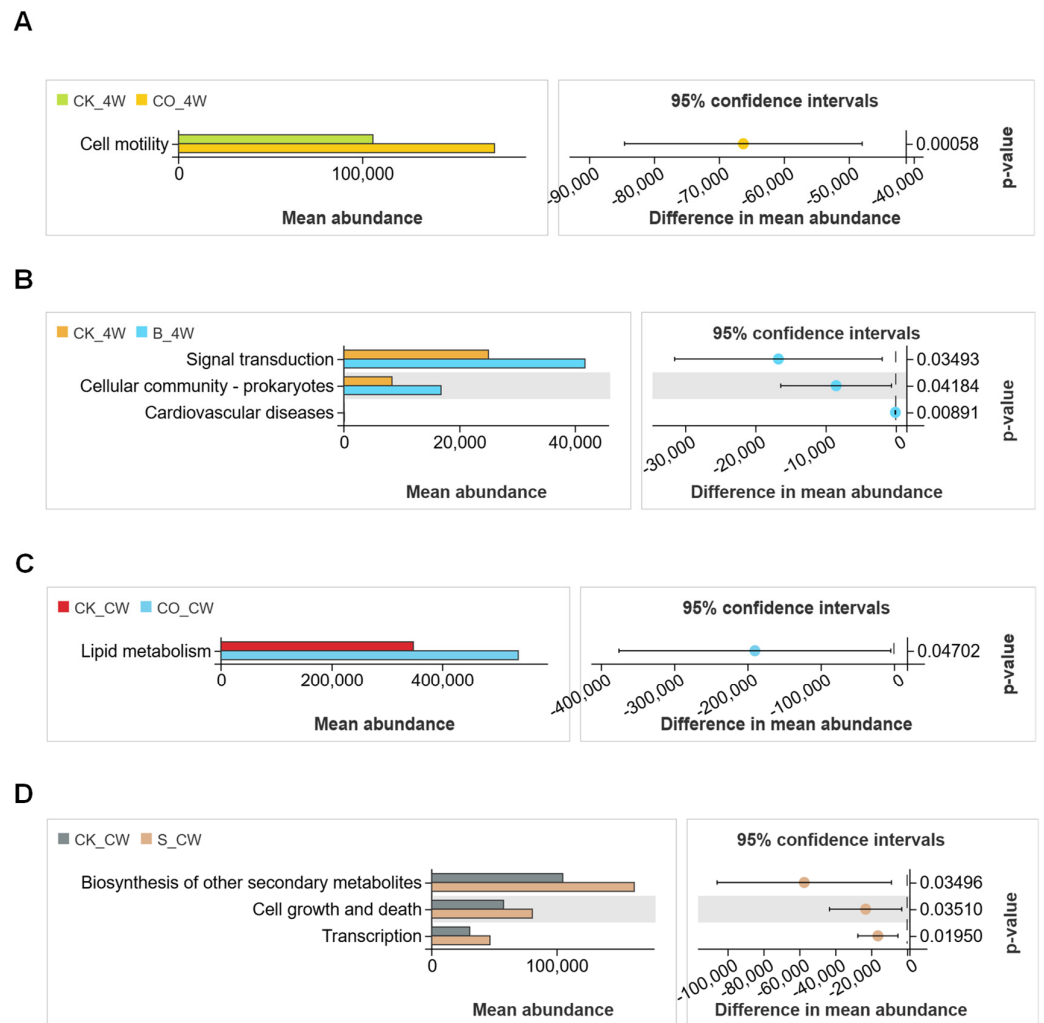 A
CK_4W CO_4W
95% confidence intervals
Cell motility
0.00058
p-value
0 100,000
-90,000 -80,000 -70,000 -60,000 -50,000 -40,000
Mean abundance
Difference in mean abundance
B
CK_4W B_4W
95% confidence intervals
Signal transduction
0.03493
Cellular community - prokaryotes
0.04184
Cardiovascular diseases
0.00891
p-value
0 20,000 40,000
-30,000 -20,000 -10,000 0
Mean abundance
Difference in mean abundance
C
CK_CW CO_CW
95% confidence intervals
Lipid metabolism
0.04702
p-value
0 200,000 400,000
-400,000 -300,000 -200,000 -100,000 0
Mean abundance
Difference in mean abundance
D
CK_CW S_CW
95% confidence intervals
Biosynthesis of other secondary metabolites
0.03496
Cell growth and death
0.03510
Transcription
0.01950
p-value
0 100,000
-100,000 -80,000 -60,000 -40,000 -20,000 0
Mean abundance
Difference in mean abundance